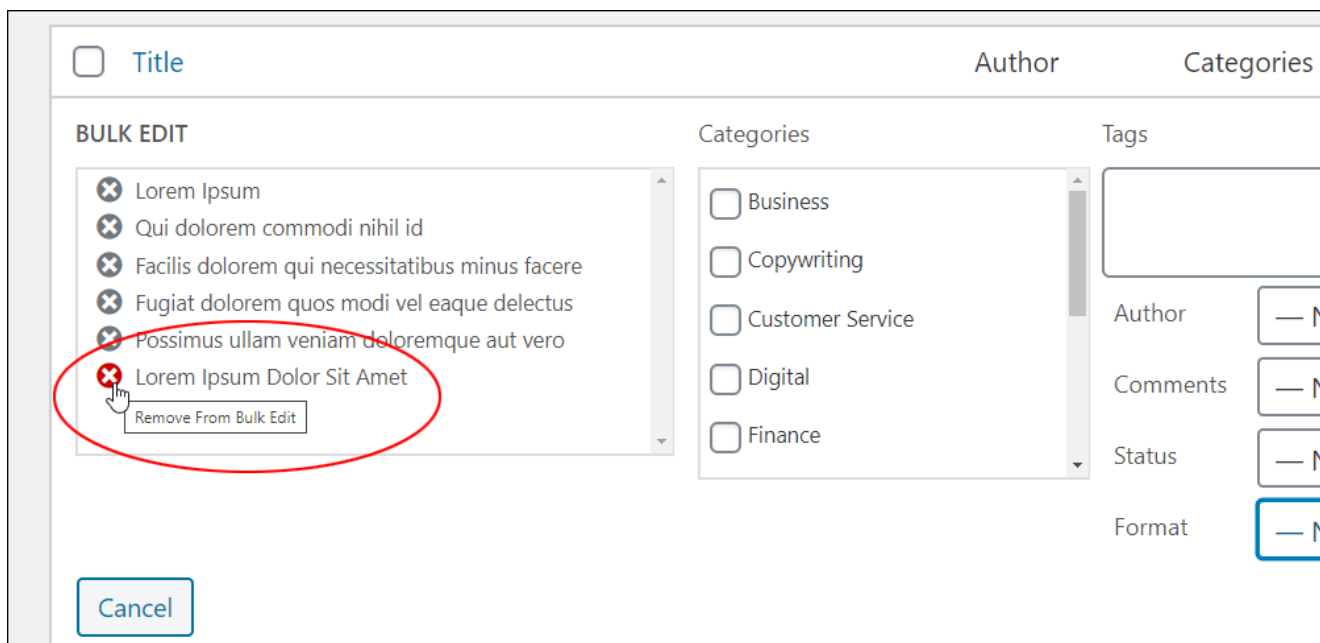 Title Author Categories
BULK EDIT
Lorem Ipsum
Qui dolorem commodi nihil id
Facilis dolorem qui necessitatibus minus facere
Fugiat dolorem quos modi vel eaque delectus
Possimus ullam veniam doloremque aut vero
Lorem Ipsum Dolor Sit Amet
Remove From Bulk Edit
Categories
Business
Copywriting
Customer Service
Digital
Finance
Tags
Author
Comments
Status
Format
Cancel